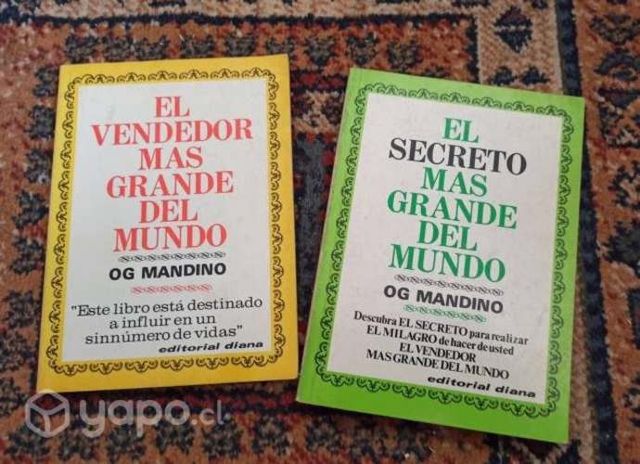 EL
VENDEDOR
MAS
GRANDE
DEL
MUNDO
OG MANDINO
"Este libro está destinado
a influir en un
sinnúmero de vidas"
editorial diana
EL
SECRETO
MAS
GRANDE
DEL
MUNDO
OG MANDINO
Descubra EL SECRETO para realizar
EL MILAGRO de hacer de usted
EL VENDEDOR
MAS GRANDE DEL MUNDO
editorial diana
yapo.cl